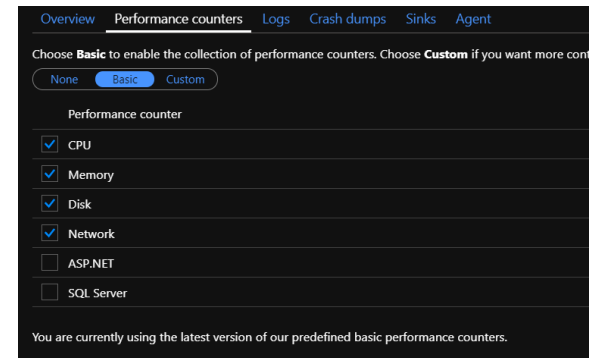 Overview Performance counters Logs Crash dumps Sinks Agent
Choose Basic to enable the collection of performance counters. Choose Custom if you want more
None Basic Custom
Performance counter
CPU
Memory
Disk
Network
ASP.NET
SQL Server
You are currently using the latest version of our predefined basic performance counters.